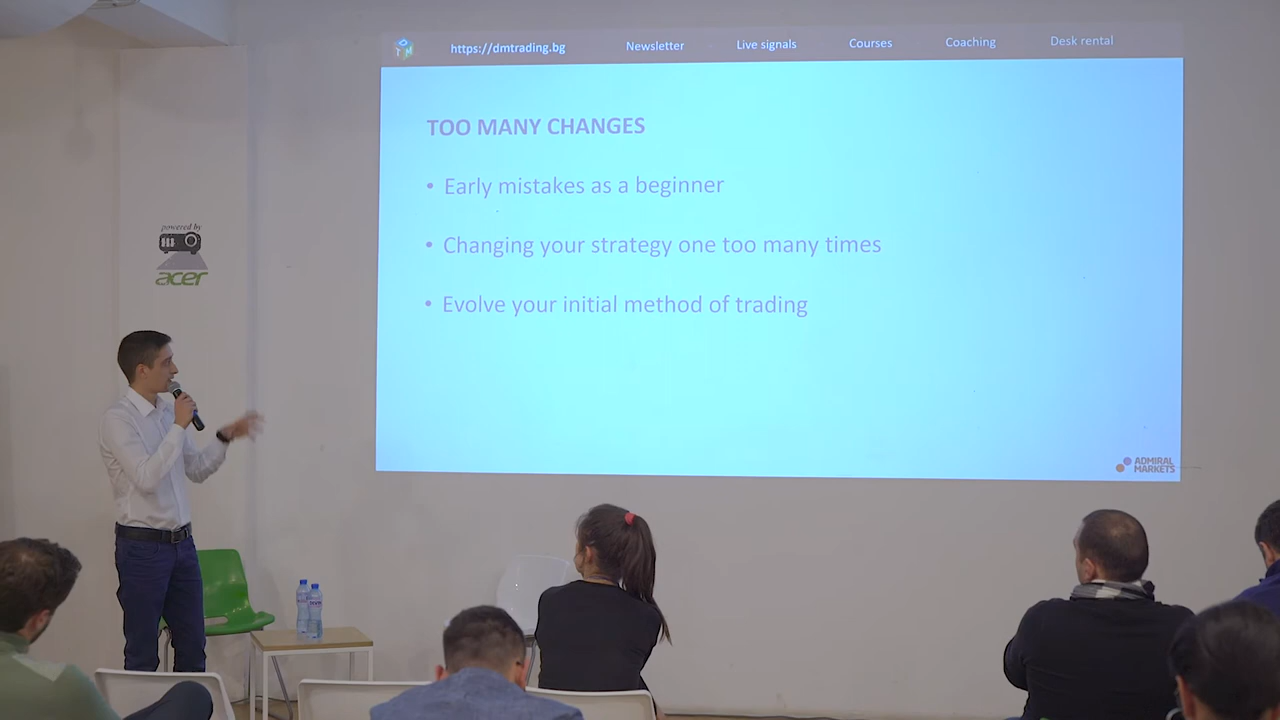 https://dmtrading.bg Newsletter Live signals Courses Coaching Desk rental
TOO MANY CHANGES
• Early mistakes as a beginner
• Changing your strategy one too many times
• Evolve your initial method of trading
powered by
acer
ADMIRAL
MARKETS